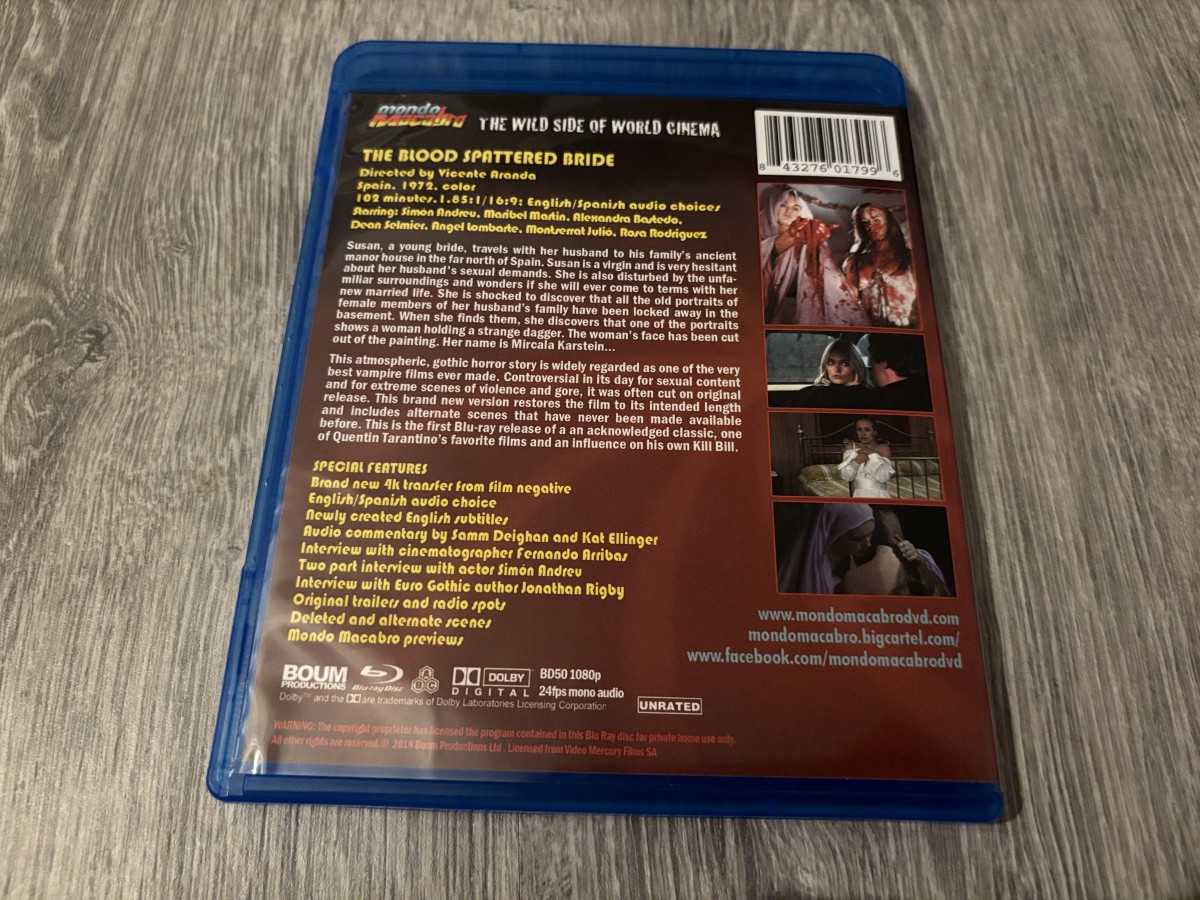 mondo
macabro
THE WILD SIDE OF WORLD CINEMA
8 43276 01799 6
THE BLOOD SPATTERED BRIDE
Directed by Vicente Aranda
Spain, 1972, color
102 minutes.1.85:1/16:9; English/Spanish audio choices
Starring: Simón Andreu, Maribel Martin, Alexandra Bastedo,
Dean Selmier, Angel Lombarte, Montserrat Julió, Rosa Rodriguez
Susan, a young bride, travels with her husband to his family's ancient
manor house in the far north of Spain. Susan is a virgin and is very hesitant
about her husband's sexual demands. She is also disturbed by the unfa-
miliar surroundings and wonders if she will ever come to terms with her
new married life. She is shocked to discover that all the old portraits of
female members of her husband's family have been locked away in the
basement. When she finds them, she discovers that one of the portraits
shows a woman holding a strange dagger. The woman's face has been cut
out of the painting. Her name is Mircala Karstein...
This atmospheric, gothic horror story is widely regarded as one of the very
best vampire films ever made. Controversial in its day for sexual content
and for extreme scenes of violence and gore, it was often cut on original
release. This brand new version restores the film to its intended length
and includes alternate scenes that have never been made available
before. This is the first Blu-ray release of a an acknowledged classic, one
of Quentin Tarantino's favorite films and an influence on his own Kill Bill.
SPECIAL FEATURES
Brand new 4k transfer from film negative
English/Spanish audio choice
Newly created English subtitles
Audio commentary by Samm Deighan and Kat Ellinger
Interview with cinematographer Fernando Arribas
Two part interview with actor Simón Andreu
Interview with Euro Gothic author Jonathan Rigby
Original trailers and radio spots
Deleted and alternate scenes
Mondo Macabro previews
www.mondomacabrodvd.com
mondomacabro.bigcartel.com/
www.facebook.com/mondomacabrodvd
BOUM
PRODUCTIONS
Blu-ray Disc
A B C
DOLBY
DIGITAL
BD50 1080p
24fps mono audio
Dolby™ and the DD are trademarks of Dolby Laboratories Licensing Corporation
UNRATED
WARNING: The copyright proprietor has licensed the program contained in this Blu Ray disc for private home use only.
All other rights are reserved. © 2018 Boum Productions Ltd. Licensed from Video Mercury Films SA